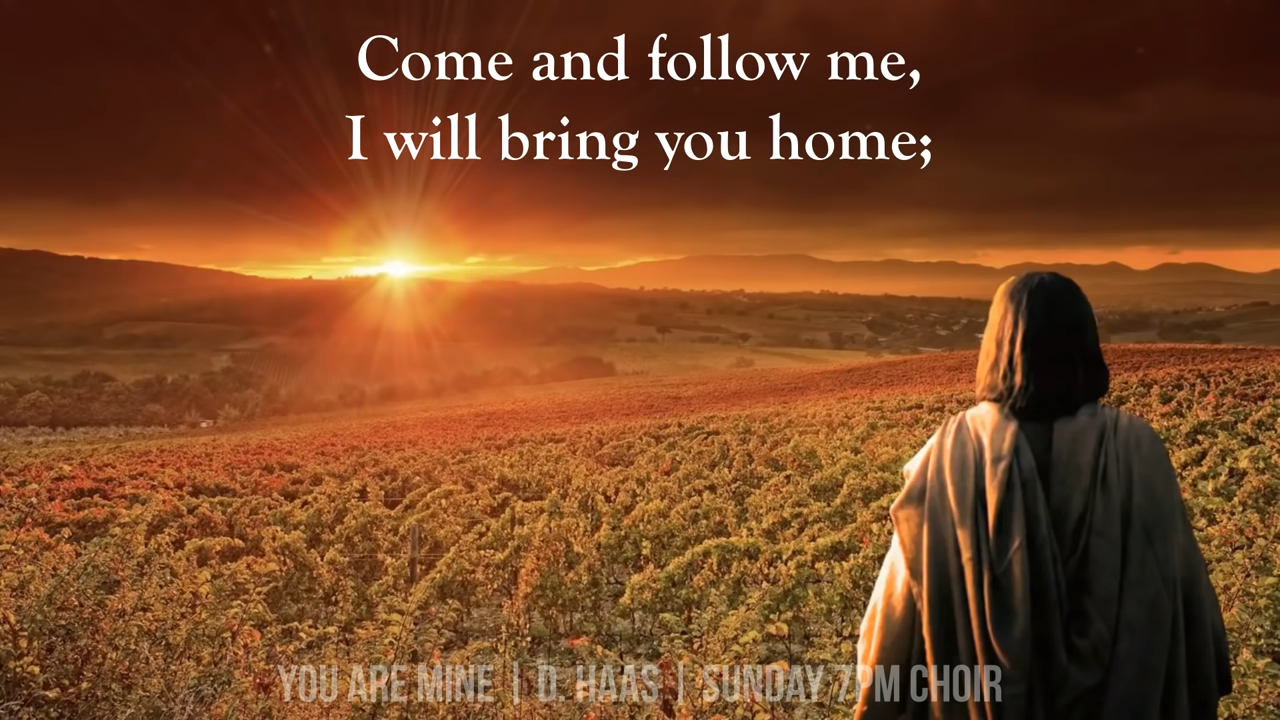 Come and follow me,
I will bring you home;
YOU ARE MINE | D. HAAS | SUNDAY 7PM CHOIR